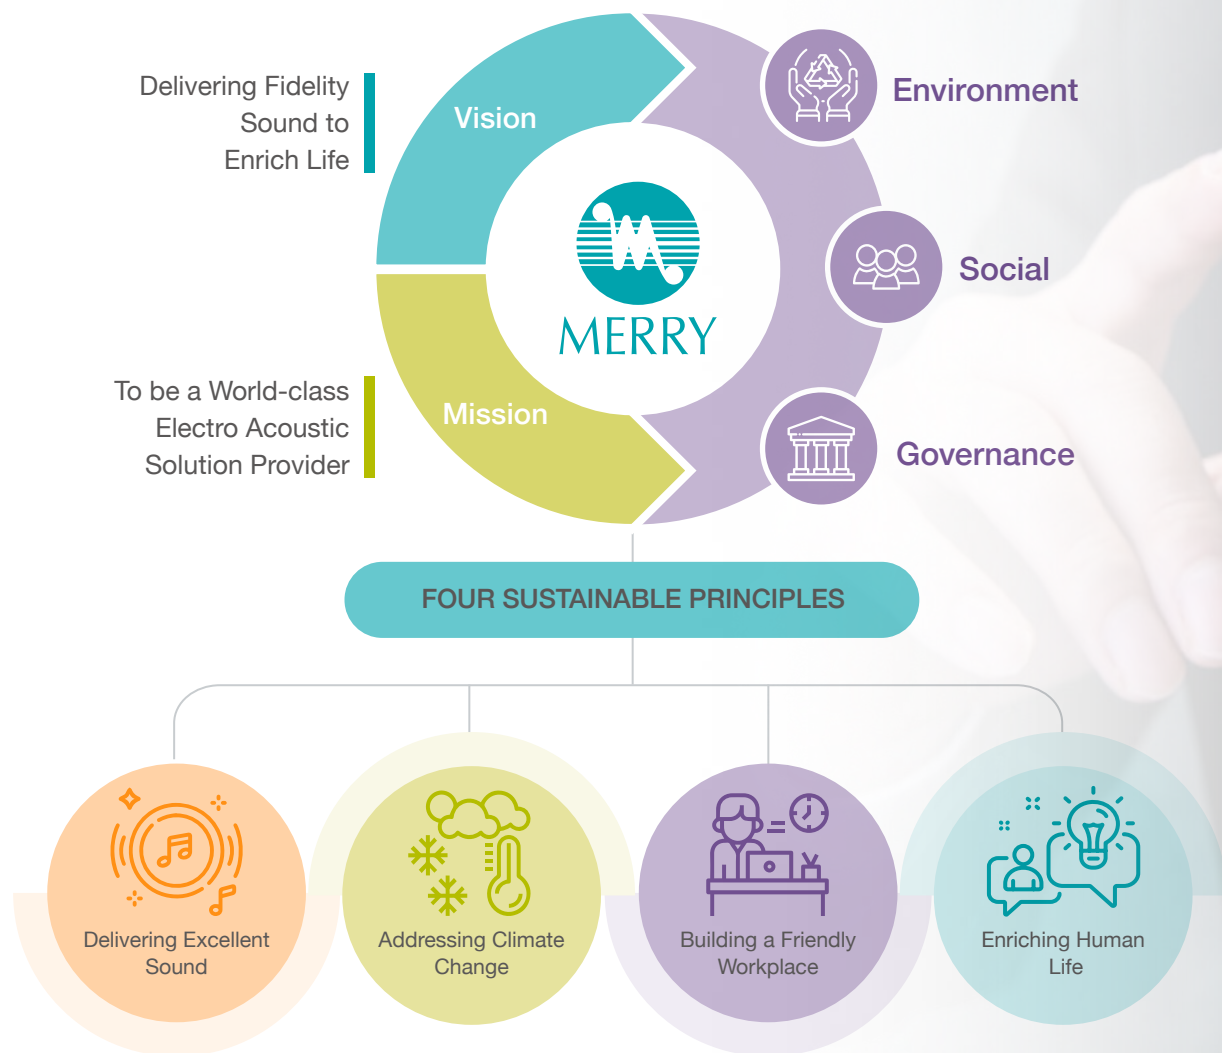 Delivering Fidelity
Sound to
Enrich Life
Vision
Environment
MERRY
Social
To be a World-class
Electro Acoustic
Solution Provider
Mission
Governance
FOUR SUSTAINABLE PRINCIPLES
Delivering Excellent
Sound
Addressing Climate
Change
Building a Friendly
Workplace
Enriching Human
Life